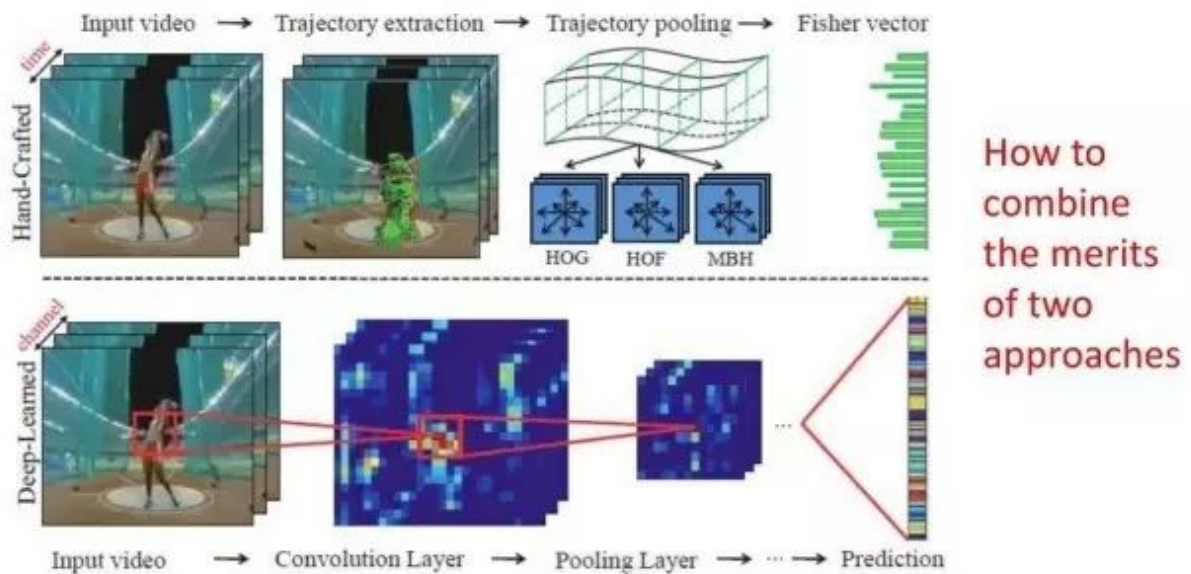 Input video → Trajectory extraction → Trajectory pooling → Fisher vector
time
Hand-Crafted
HOG HOF MBH
How to
combine
the merits
of two
approaches
channel
Deep-Learned
...
Input video → Convolution Layer → Pooling Layer → ... → Prediction